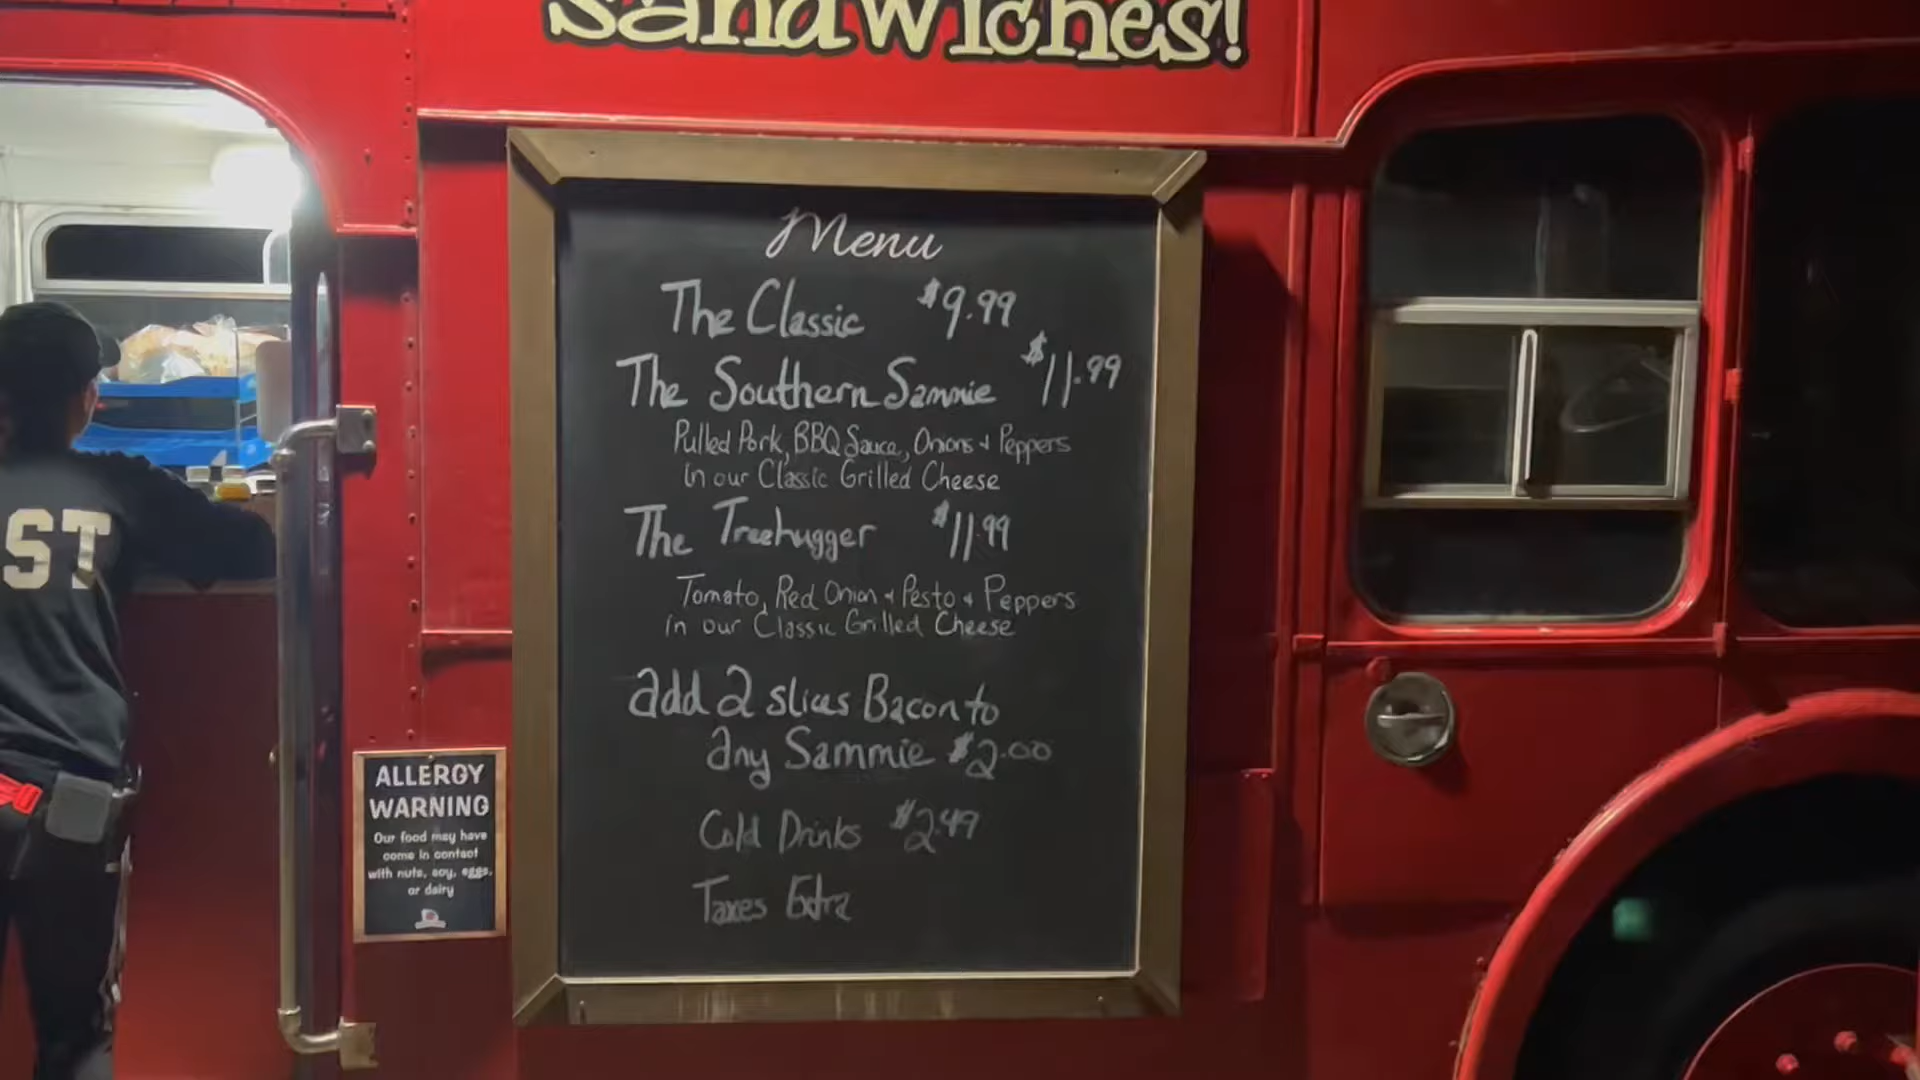 Sandwiches!
Menu
The Classic $9.99
The Southern Sammie $11.99
Pulled Pork, BBQ Sauce, Onions + Peppers
in our Classic Grilled Cheese
The Treehugger $11.99
Tomato, Red Onion + Pesto + Peppers
in our Classic Grilled Cheese
add 2 slices Bacon to
any Sammie $2.00
Cold Drinks $2.49
Taxes Extra
ST
ALLERGY
WARNING
Our food may have
come in contact
with nuts, soy, eggs,
or dairy